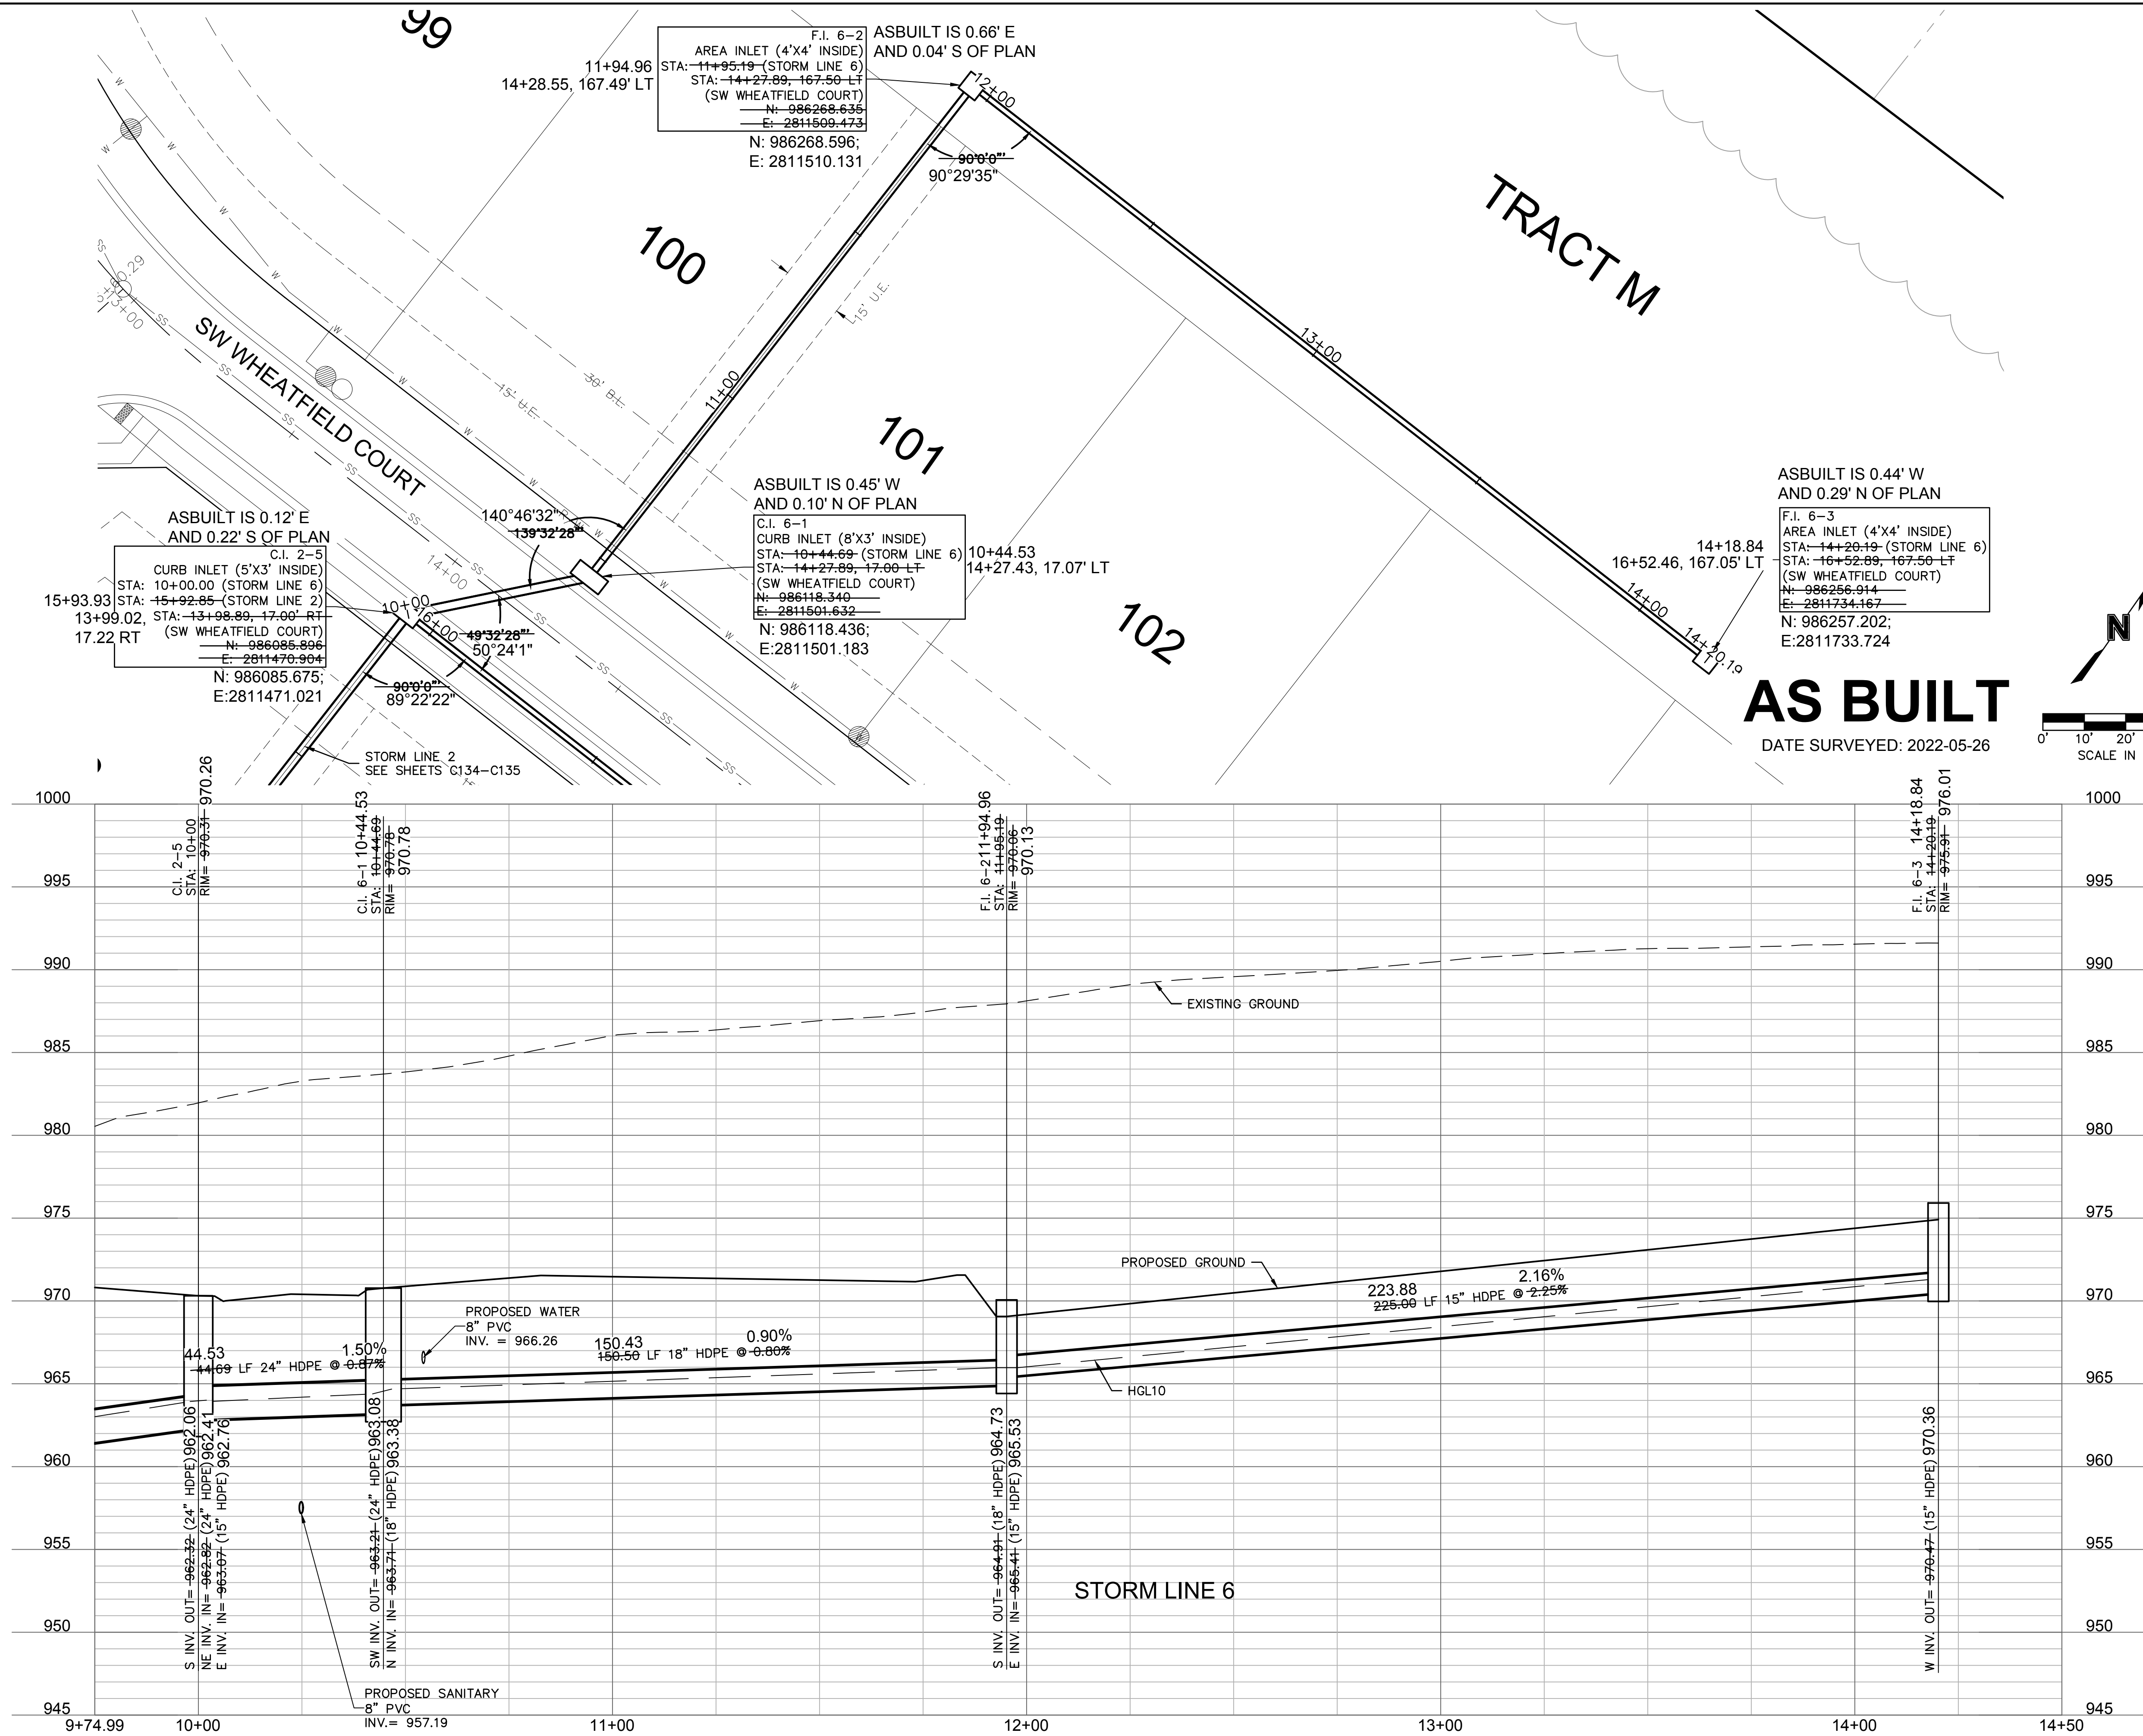 99
F.I. 6-2
AREA INLET (4'X4' INSIDE)
STA: 11+95.19 (STORM LINE 6)
STA: 14+27.89, 167.50 LT
(SW WHEATFIELD COURT)
N: 986268.635
E: 2811509.473
ASBUILT IS 0.66' E
AND 0.04' S OF PLAN
11+94.96
14+28.55, 167.49' LT
N: 986268.596;
E: 2811510.131
12+00
90°0'0"
90°29'35"
100
15' U.E.
TRACT M
13+00
SW WHEATFIELD COURT
15' U.E.
30' B.L.
11+00
101
ASBUILT IS 0.45' W
AND 0.10' N OF PLAN
C.I. 6-1
CURB INLET (8'X3' INSIDE)
STA: 10+44.69 (STORM LINE 6)
STA: 14+27.89, 17.00 LT
(SW WHEATFIELD COURT)
N: 986118.340
E: 2811501.632
10+44.53
14+27.43, 17.07' LT
N: 986118.436;
E:2811501.183
140°46'32"
139°32'28"
ASBUILT IS 0.12' E
AND 0.22' S OF PLAN
C.I. 2-5
CURB INLET (5'X3' INSIDE)
STA: 10+00.00 (STORM LINE 6)
STA: 15+92.85 (STORM LINE 2)
STA: 13+98.89, 17.00' RT
(SW WHEATFIELD COURT)
N: 986085.896
E: 2811470.904
15+93.93
13+99.02,
17.22 RT
N: 986085.675;
E:2811471.021
14+00
10+00
16+00
49°32'28"
50°24'1"
90°0'0"
89°22'22"
STORM LINE 2
SEE SHEETS C134-C135
102
ASBUILT IS 0.44' W
AND 0.29' N OF PLAN
F.I. 6-3
AREA INLET (4'X4' INSIDE)
STA: 14+20.19 (STORM LINE 6)
STA: 16+52.89, 167.50 LT
(SW WHEATFIELD COURT)
N: 986256.914
E: 2811734.167
14+18.84
16+52.46, 167.05' LT
N: 986257.202;
E:2811733.724
14+00
14+20.19
N
AS BUILT
DATE SURVEYED: 2022-05-26
0' 10' 20'
SCALE IN
C.I. 2-5
STA: 10+00
RIM= 970.31 970.26
C.I. 6-1 10+44.53
STA: 10+44.69
RIM= 970.78
970.78
F.I. 6-2 11+94.96
STA: 11+95.19
RIM= 970.06
970.13
F.I. 6-3 14+18.84
STA: 14+20.19
RIM= 975.91 976.01
1000 1000
995 995
990 990
EXISTING GROUND
985 985
980 980
975 975
PROPOSED GROUND
970 970
223.88 2.16%
225.00 LF 15" HDPE @ 2.25%
PROPOSED WATER
8" PVC
INV. = 966.26
44.53 1.50%
44.69 LF 24" HDPE @ 0.87%
150.43 0.90%
150.50 LF 18" HDPE @ 0.80%
965 965
HGL10
S INV. OUT= 962.32 (24" HDPE) 962.06
NE INV. IN= 962.82 (24" HDPE) 962.41
E INV. IN= 963.07 (15" HDPE) 962.76
SW INV. OUT= 963.21 (24" HDPE) 963.08
N INV. IN= 963.71 (18" HDPE) 963.38
S INV. OUT= 964.91 (18" HDPE) 964.73
E INV. IN= 965.41 (15" HDPE) 965.53
W INV. OUT= 970.47 (15" HDPE) 970.36
960 960
955 955
STORM LINE 6
950 950
PROPOSED SANITARY
8" PVC
INV.= 957.19
945 945
9+74.99 10+00 11+00 12+00 13+00 14+00 14+50